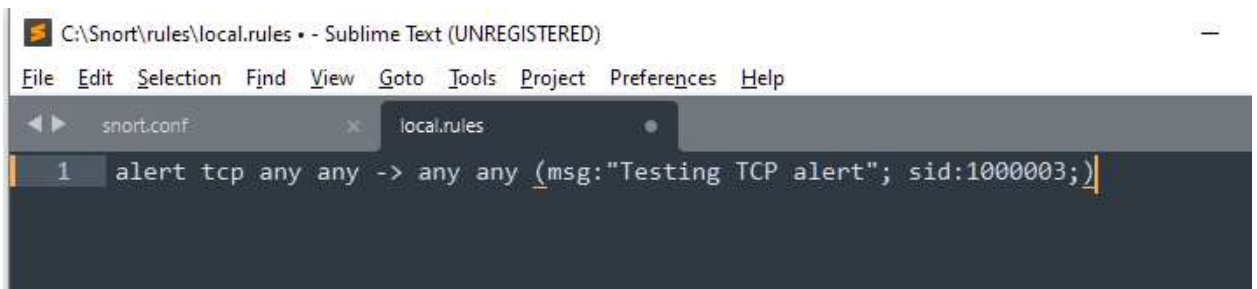 C:\Snort\rules\local.rules • - Sublime Text (UNREGISTERED)
File Edit Selection Find View Goto Tools Project Preferences Help
snort.conf × local.rules
1 alert tcp any any -> any any (msg:"Testing TCP alert"; sid:1000003;)